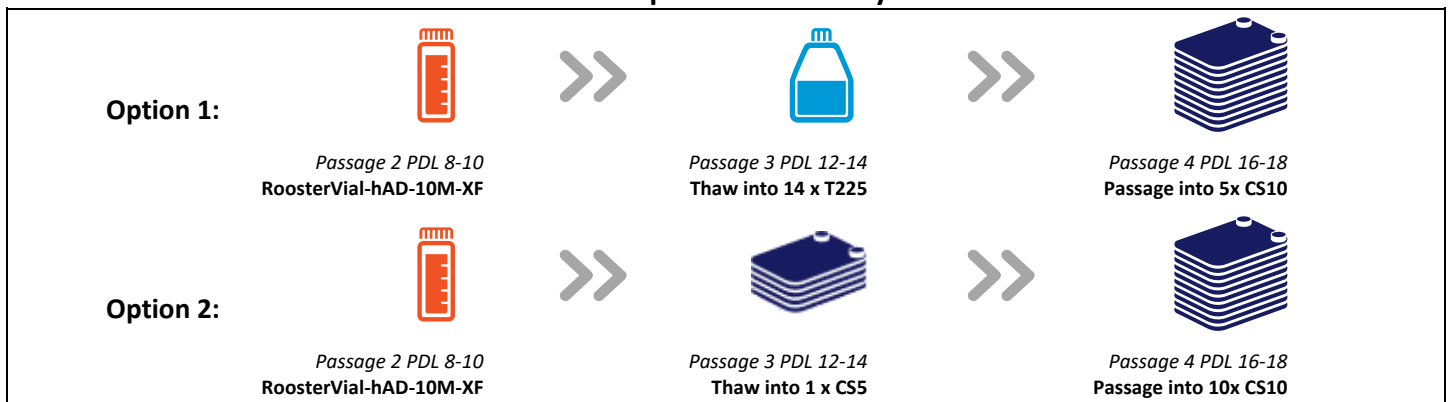 Option 1:
Passage 2 PDL 8-10
RoosterVial-hAD-10M-XF
Passage 3 PDL 12-14
Thaw into 14 x T225
Passage 4 PDL 16-18
Passage into 5x CS10
Option 2:
Passage 2 PDL 8-10
RoosterVial-hAD-10M-XF
Passage 3 PDL 12-14
Thaw into 1 x CS5
Passage 4 PDL 16-18
Passage into 10x CS10